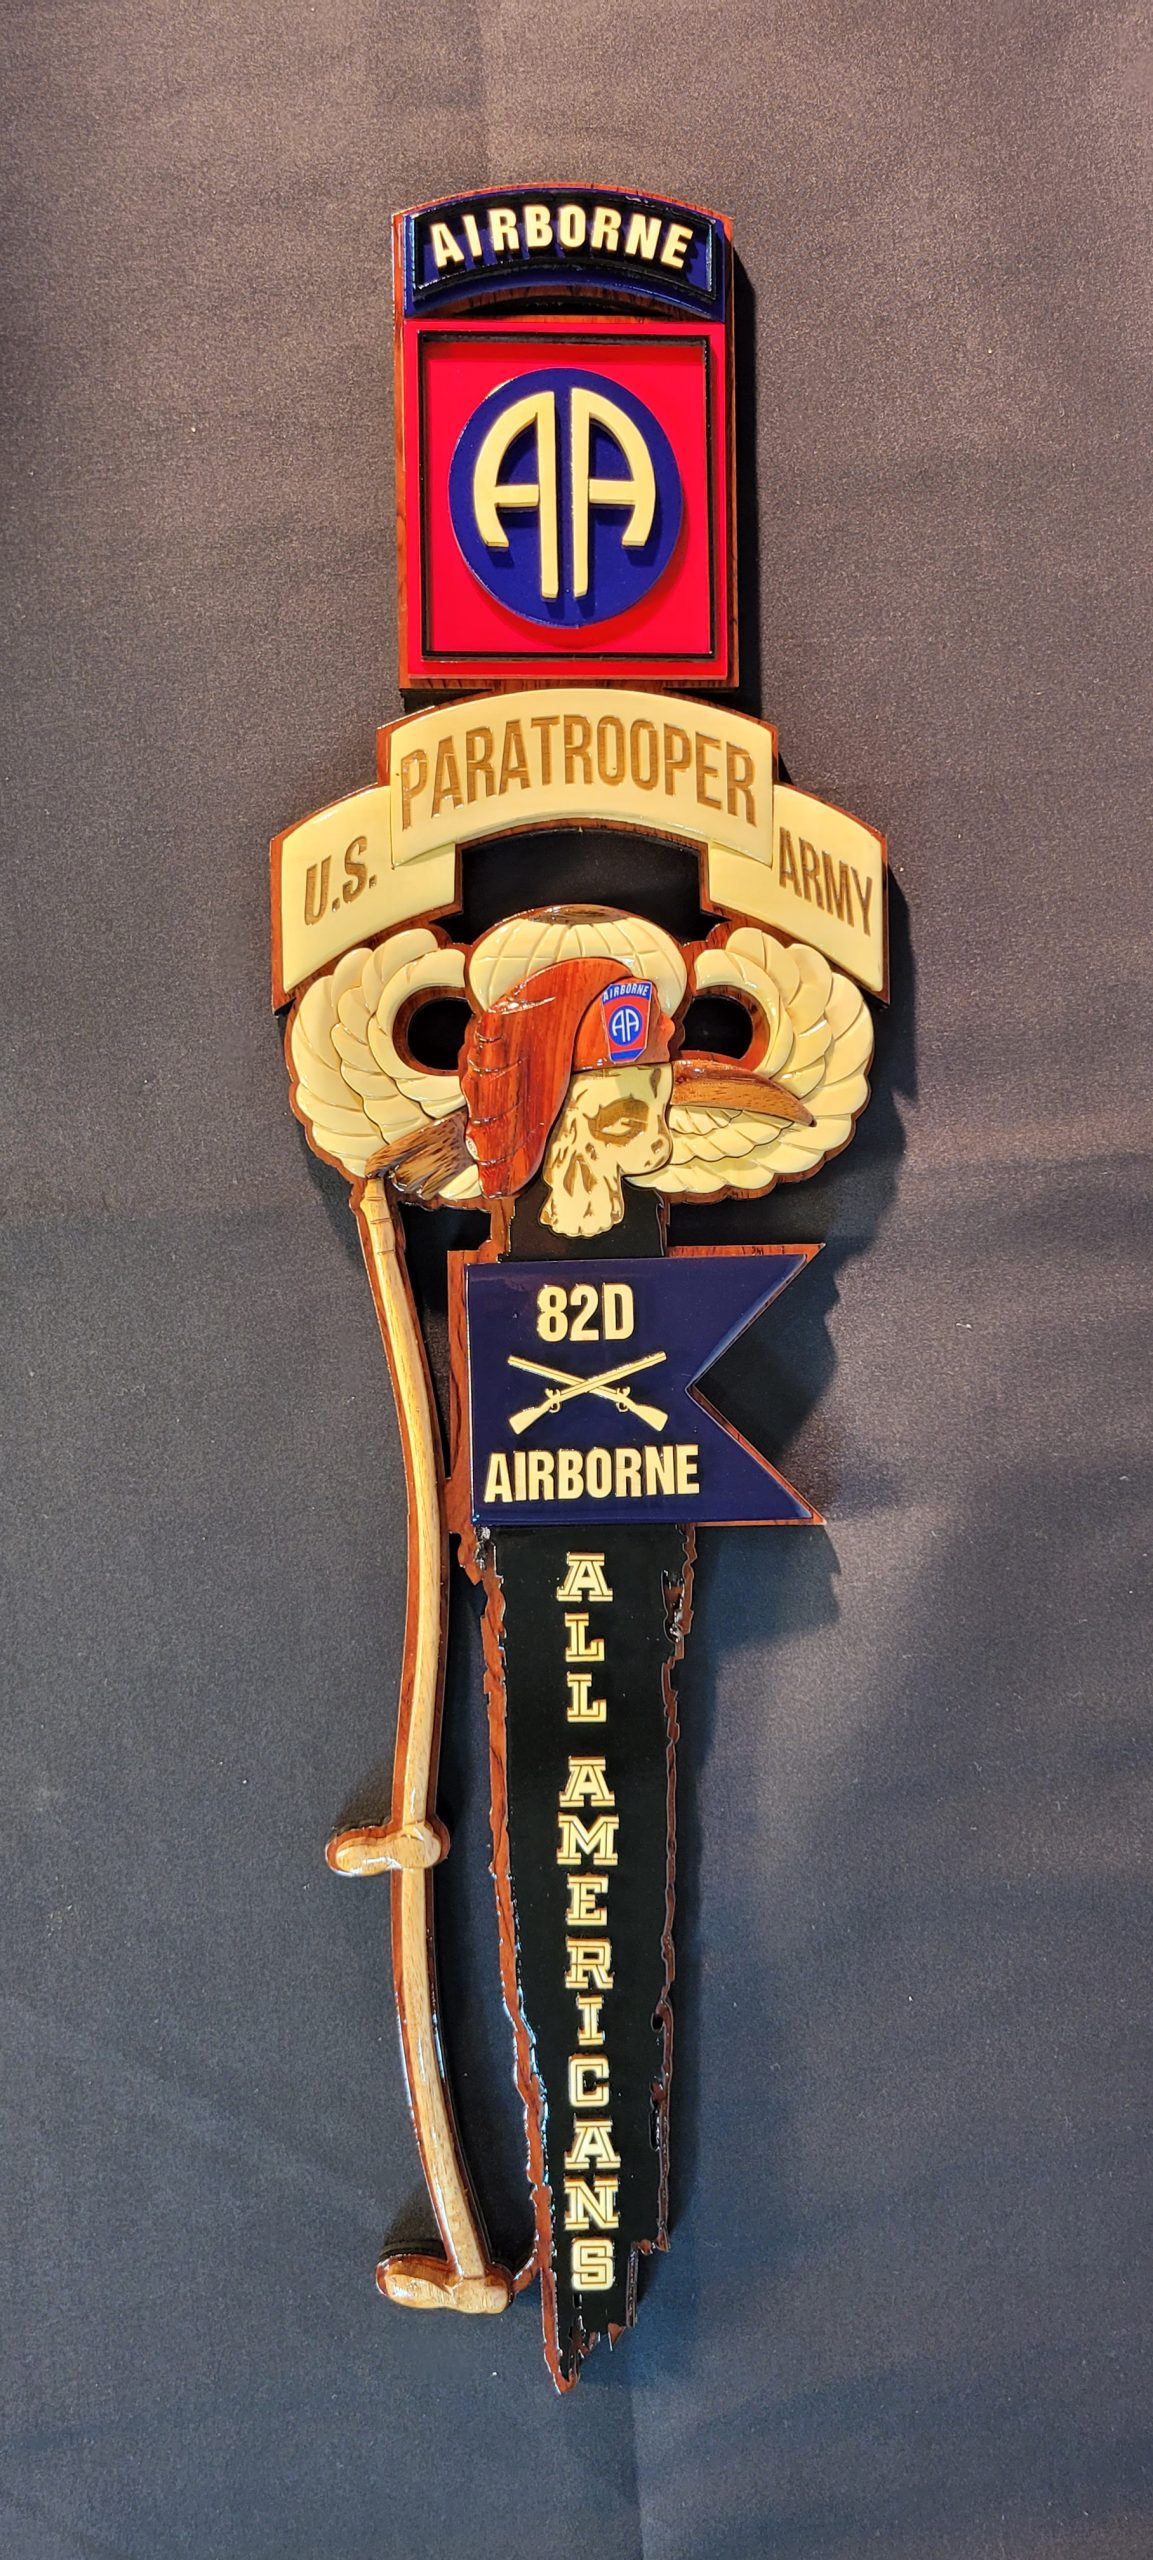 AIRBORNE
AA
PARATROOPER
U.S.
ARMY
AIRBORNE
AA
82D
AIRBORNE
ALL AMERICANS